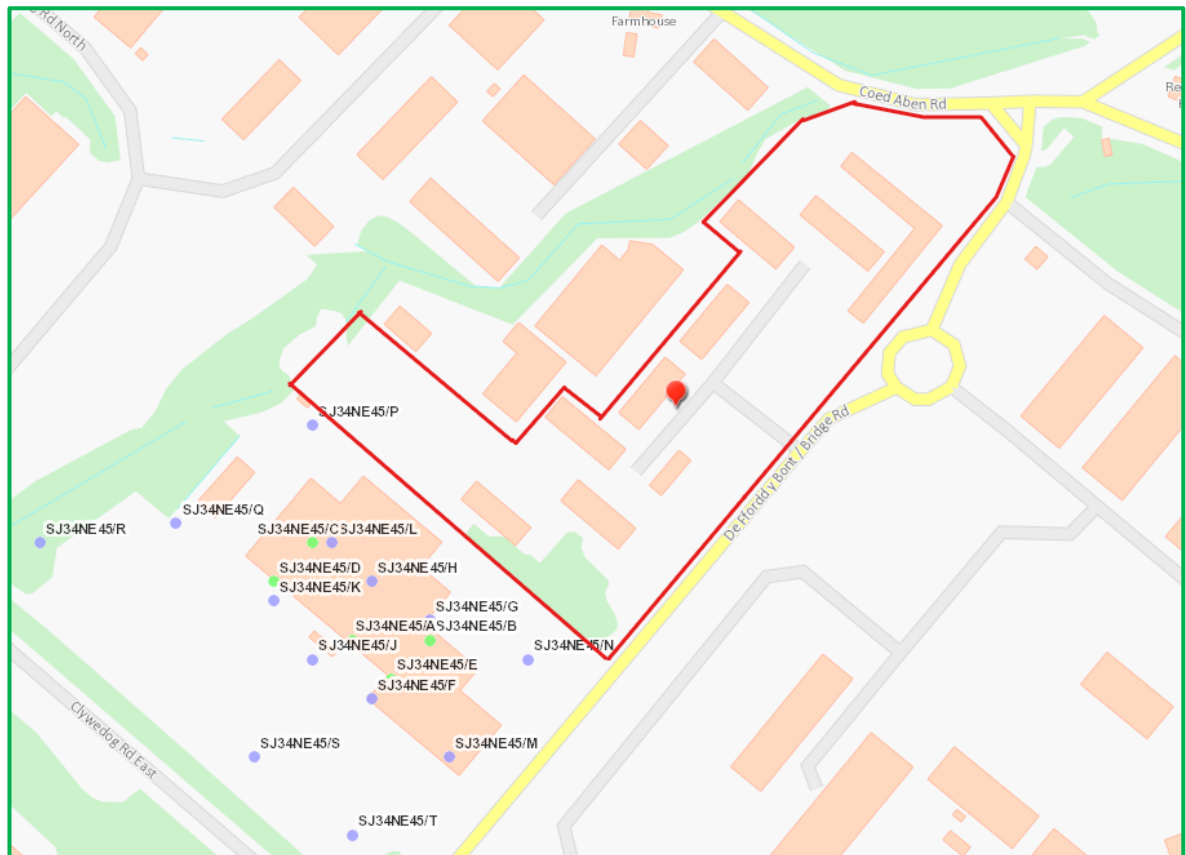 Farmhouse
g Rd North
Coed Aben Rd
Re
SJ34NE45/P
SJ34NE45/Q
SJ34NE45/R
SJ34NE45/C
SJ34NE45/L
SJ34NE45/D
SJ34NE45/H
SJ34NE45/K
SJ34NE45/G
SJ34NE45/A
SJ34NE45/B
SJ34NE45/J
SJ34NE45/N
SJ34NE45/E
SJ34NE45/F
SJ34NE45/S
SJ34NE45/M
SJ34NE45/T
De Ffordd y Bont / Bridge Rd
Clywedog Rd East